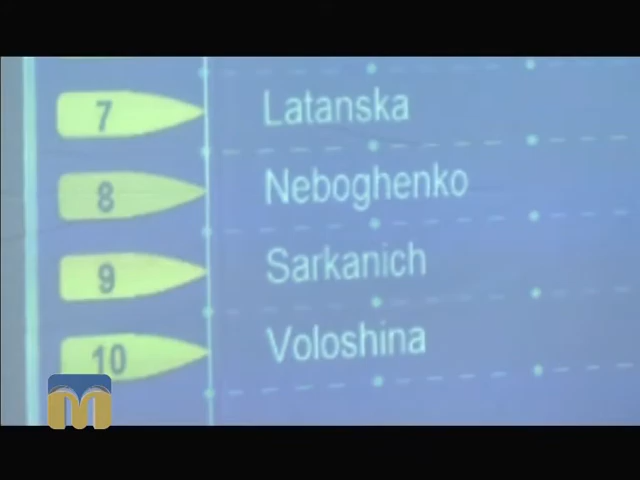 7 Latanska
8 Neboghenko
9 Sarkanich
10 Voloshina
M